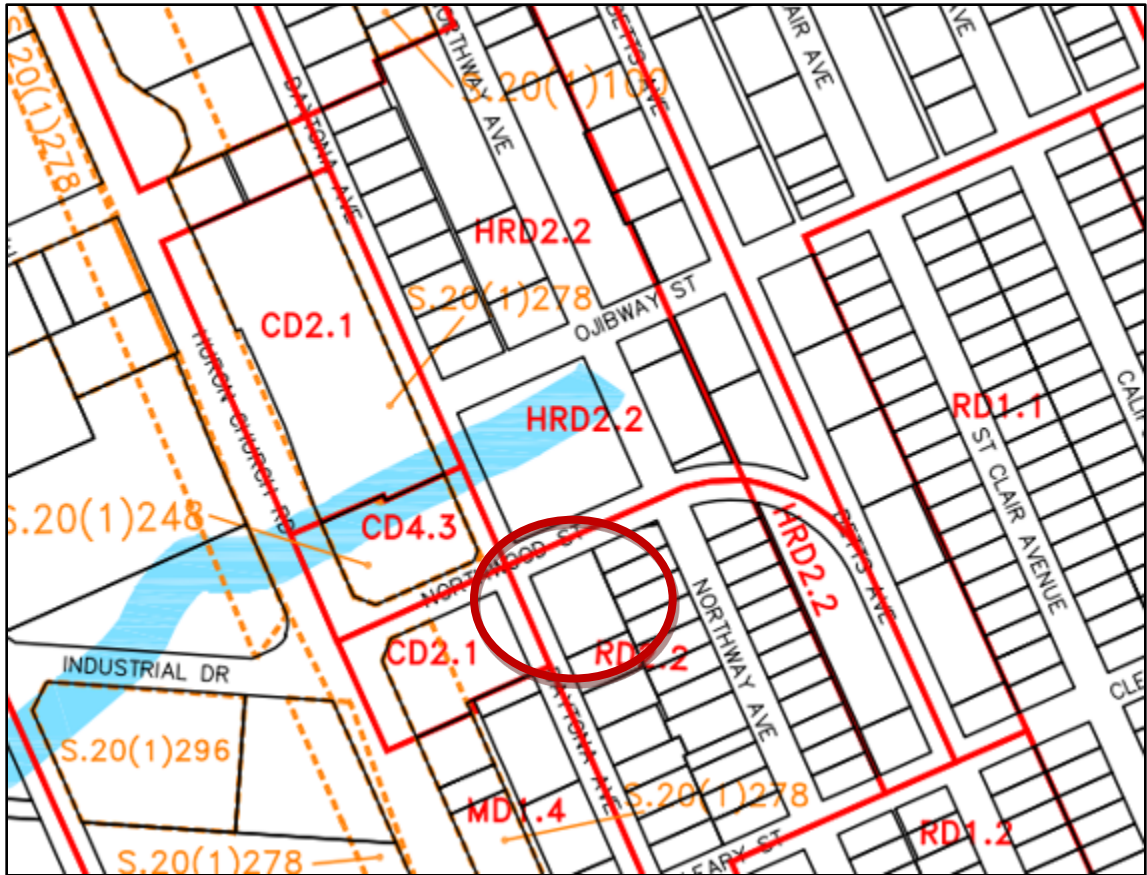 S.20(1)278
DAYTONA AVE
NORTHWAY AVE
S.20(1)100
BETTS AVE
AIR AVE
AVE
HRD2.2
S.20(1)278
OJIBWAY ST
CD2.1
HURON CHURCH RD
HRD2.2
RD1.1
ST CLAIR AVENUE
S.20(1)248
CD4.3
NORTHWOOD ST
HRD2.2
BETTS AVE
NORTHWAY AVE
CD2.1
INDUSTRIAL DR
DAYTONA AVE
S.20(1)296
MD1.4
S.20(1)278
RD1.2
S.20(1)278